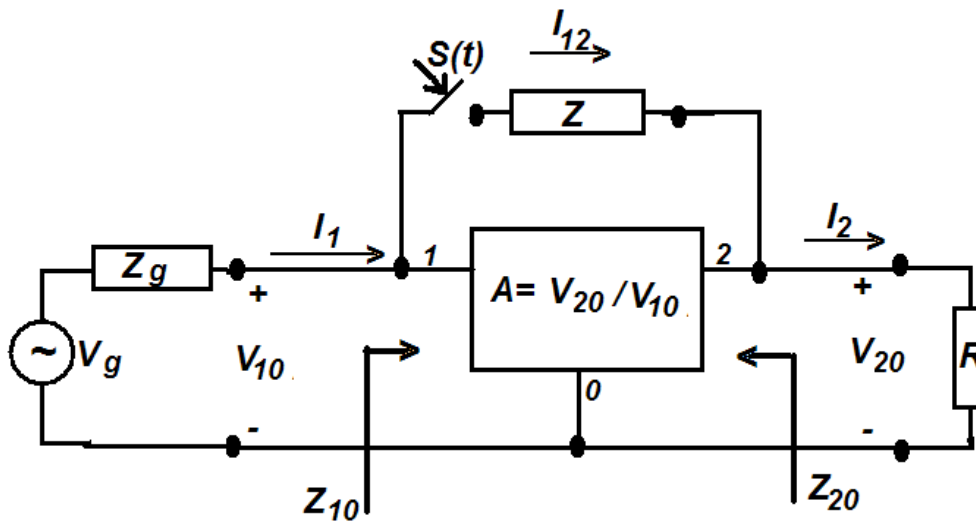 I12
S(t)
Z
I1
I2
Zg
1
2
+
+
A= V20 /V10
~
Vg
V10
V20
R
0
-
-
Z10
Z20